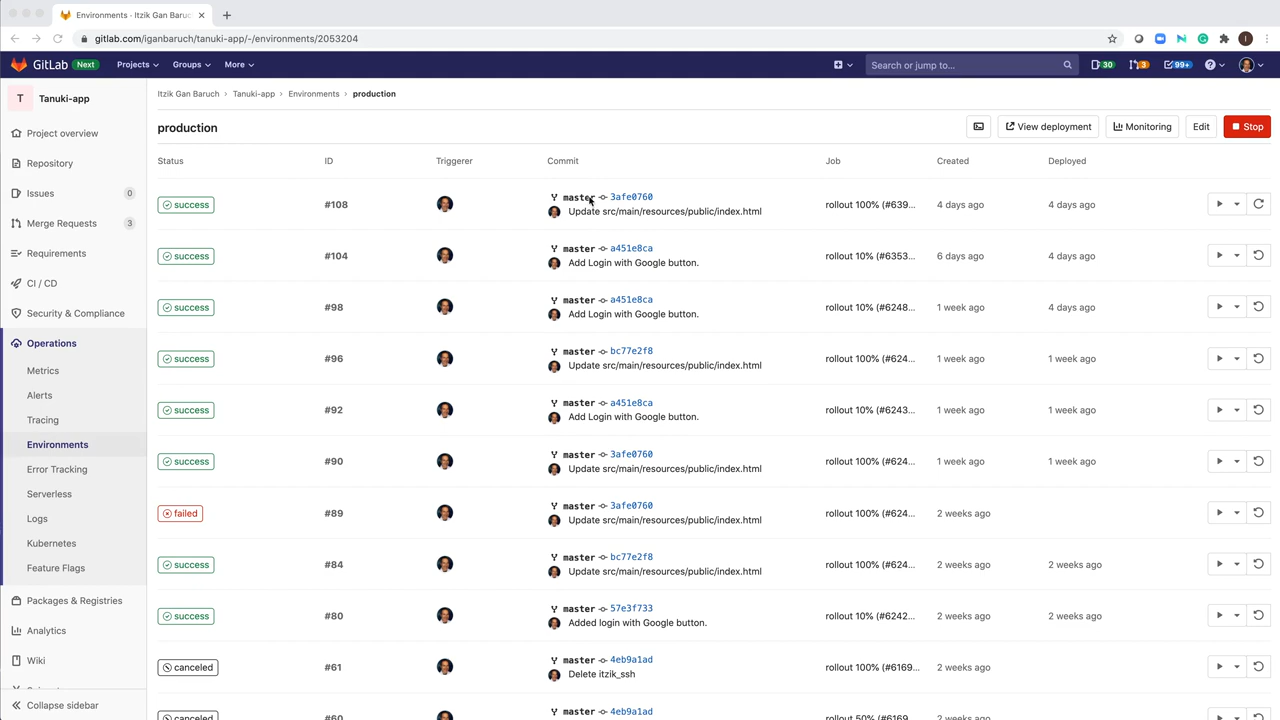 Environments · Itzik Gan Baruc
gitlab.com/iganbaruch/tanuki-app/-/environments/2053204
I
GitLab Next Projects Groups More Search or jump to... 30 3 99+
T Tanuki-app
Project overview
Repository
Issues 0
Merge Requests 3
Requirements
CI / CD
Security & Compliance
Operations
Metrics
Alerts
Tracing
Environments
Error Tracking
Serverless
Logs
Kubernetes
Feature Flags
Packages & Registries
Analytics
Wiki
Collapse sidebar
Itzik Gan Baruch › Tanuki-app › Environments › production
production View deployment Monitoring Edit Stop
Status ID Triggerer Commit Job Created Deployed
success #108 master 3afe0760 rollout 100% (#639... 4 days ago 4 days ago
Update src/main/resources/public/index.html
success #104 master a451e8ca rollout 10% (#6353... 6 days ago 4 days ago
Add Login with Google button.
success #98 master a451e8ca rollout 10% (#6248... 1 week ago 4 days ago
Add Login with Google button.
success #96 master bc77e2f8 rollout 100% (#624... 1 week ago 1 week ago
Update src/main/resources/public/index.html
success #92 master a451e8ca rollout 10% (#6243... 1 week ago 1 week ago
Add Login with Google button.
success #90 master 3afe0760 rollout 100% (#624... 1 week ago 1 week ago
Update src/main/resources/public/index.html
failed #89 master 3afe0760 rollout 100% (#624... 2 weeks ago
Update src/main/resources/public/index.html
success #84 master bc77e2f8 rollout 100% (#624... 2 weeks ago 2 weeks ago
Update src/main/resources/public/index.html
success #80 master 57e3f733 rollout 10% (#6242... 2 weeks ago 2 weeks ago
Added login with Google button.
canceled #61 master 4eb9a1ad rollout 100% (#6169... 2 weeks ago
Delete itzik_ssh
canceled #60 master 4eb9a1ad rollout 50% (#6169... 2 weeks ago